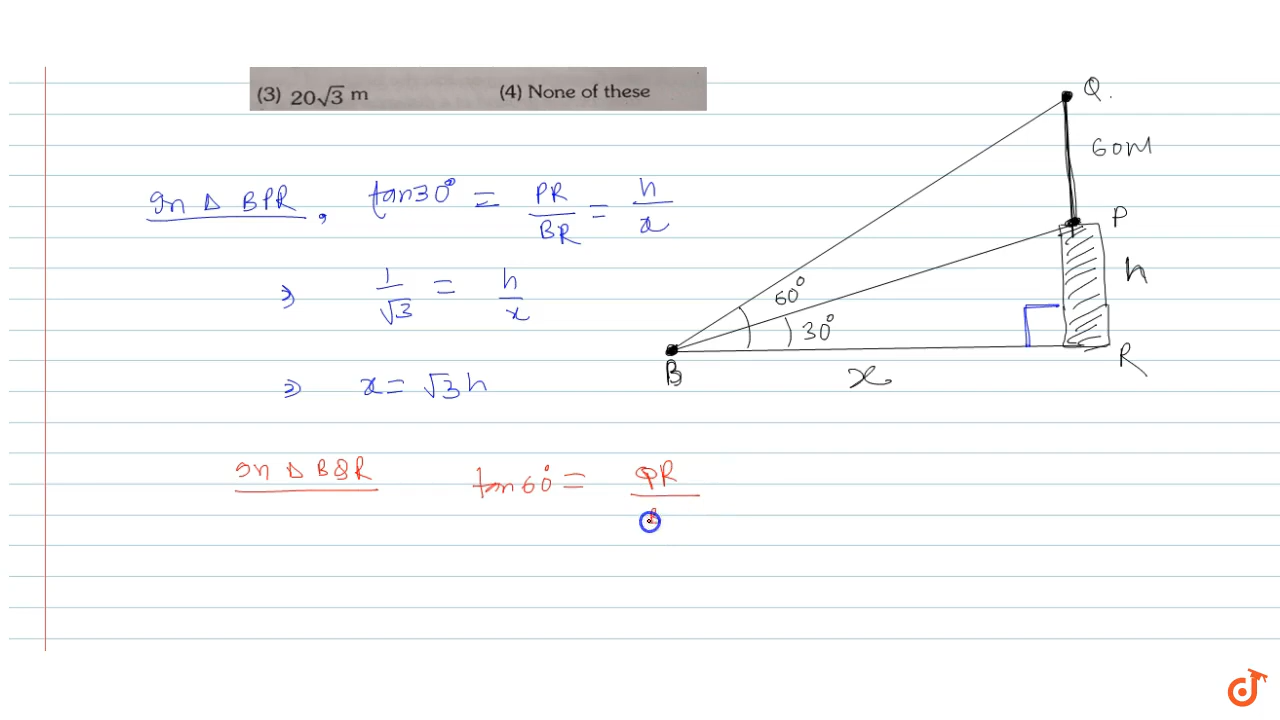 (3) 20√3 m (4) None of these
Q.
60M
In Δ BPR, tan30° = PR/BR = h/x
P
h
⇒ 1/√3 = h/x
60°
30°
B
x
R
⇒ x = √3 h
In Δ BQR tan60° = QR/B